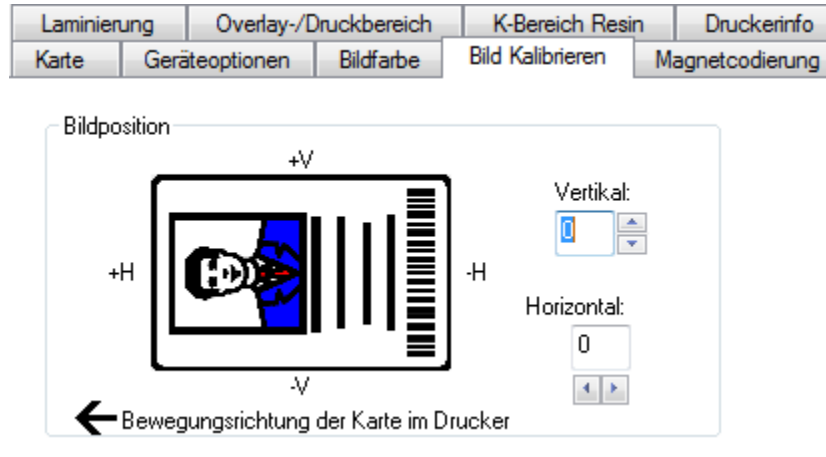 Laminierung Overlay-/Druckbereich K-Bereich Resin Druckerinfo
Karte Geräteoptionen Bildfarbe Bild Kalibrieren Magnetcodierung
Bildposition
+V
Vertikal:
0
+H -H
Horizontal:
0
-V
Bewegungsrichtung der Karte im Drucker